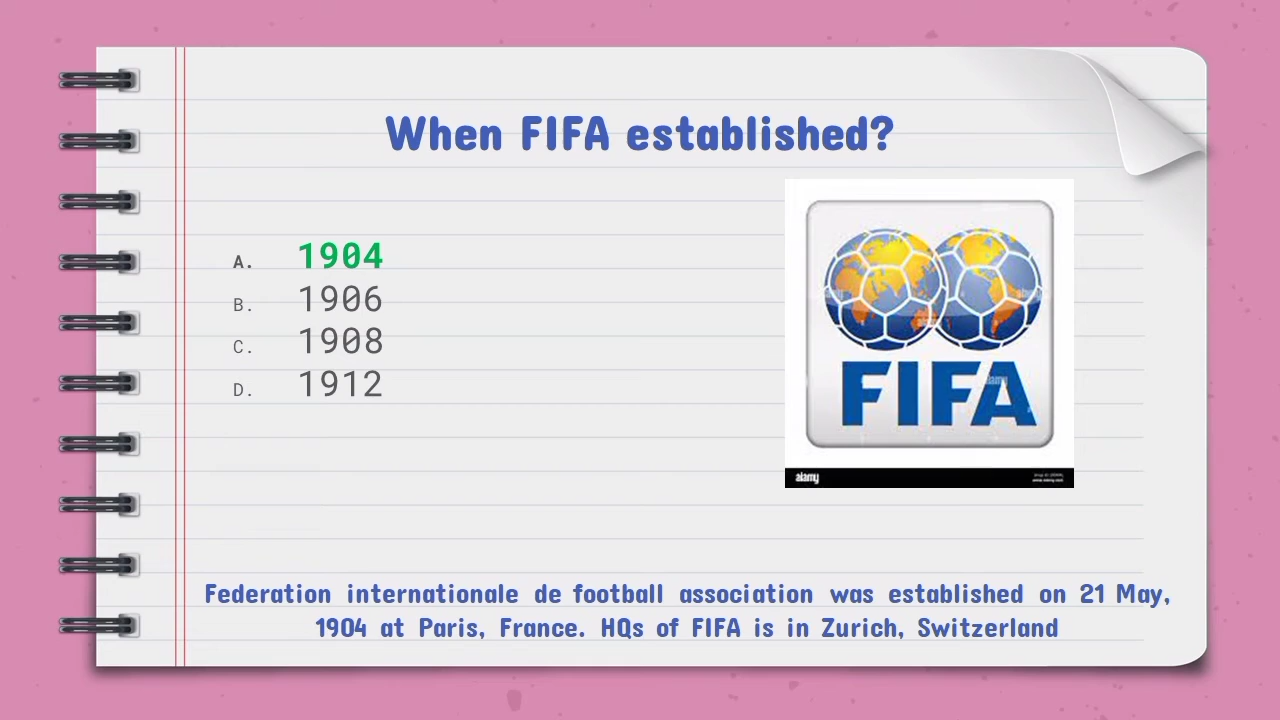 When FIFA established?
A. 1904
B. 1906
C. 1908
D. 1912
FIFA
alamy
Federation internationale de football association was established on 21 May,
1904 at Paris, France. HQs of FIFA is in Zurich, Switzerland